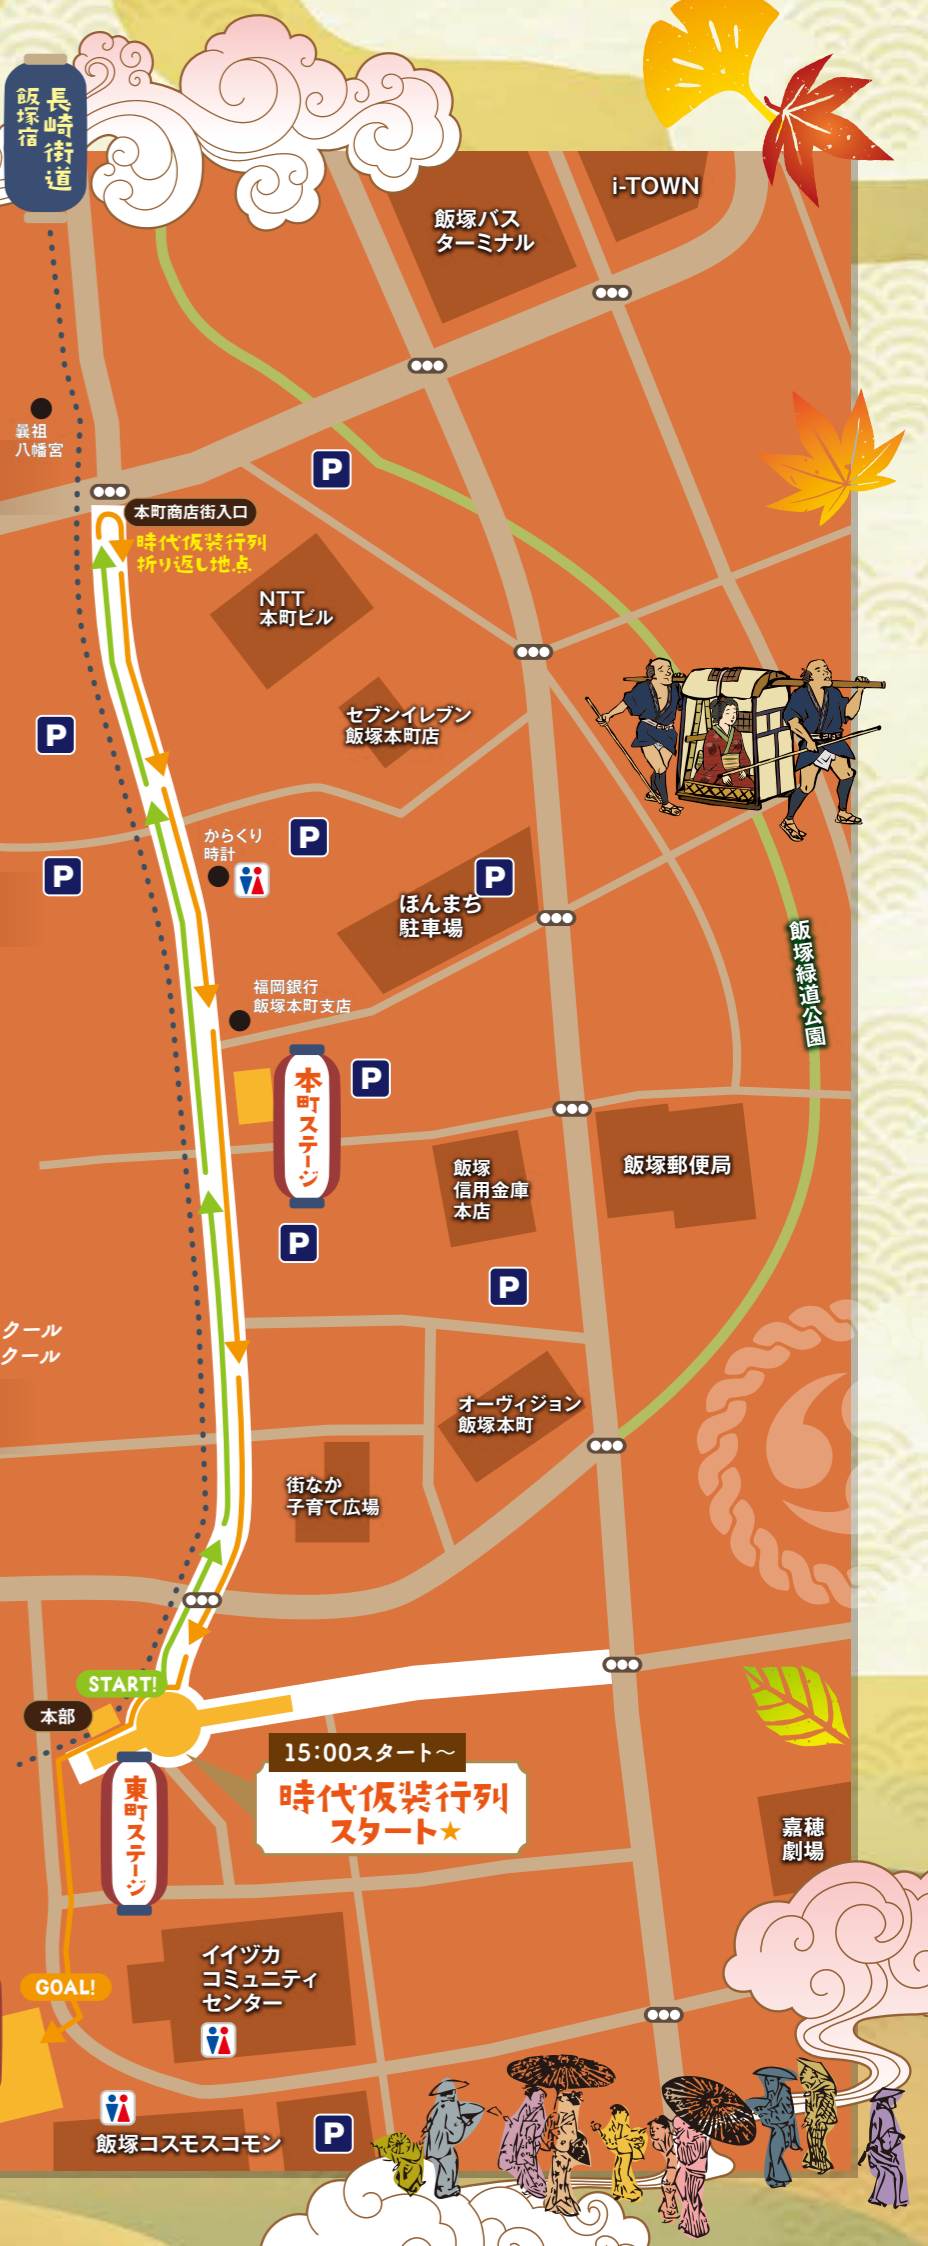 長崎街道
飯塚宿
i-TOWN
飯塚バス
ターミナル
曩祖
八幡宮
P
本町商店街入口
時代仮装行列
折り返し地点
NTT
本町ビル
セブンイレブン
飯塚本町店
P
からくり
時計
P
P
P
ほんまち
駐車場
飯塚緑道公園
福岡銀行
飯塚本町支店
本町ステージ
P
飯塚
信用金庫
本店
飯塚郵便局
P
P
クール
クール
オーヴィジョン
飯塚本町
街なか
子育て広場
START!
本部
15:00スタート～
時代仮装行列
スタート★
東町ステージ
嘉穂
劇場
イイヅカ
コミュニティ
センター
GOAL!
飯塚コスモスコモン
P